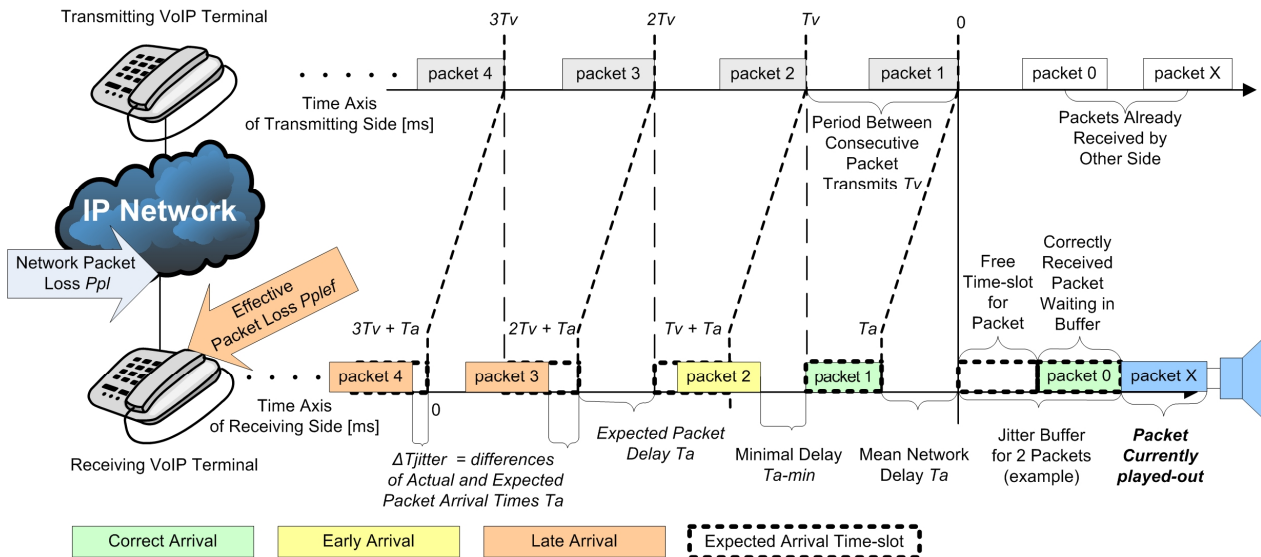 Transmitting VoIP Terminal
3Tv
2Tv
Tv
0
packet 4
packet 3
packet 2
packet 1
packet 0
packet X
Time Axis
of Transmitting Side [ms]
Period Between
Consecutive
Packet
Transmits Tv
Packets Already
Received by
Other Side
IP Network
Network Packet
Loss Ppl
Effective
Packet Loss Pplef
Free
Time-slot
for
Packet
Correctly
Received
Packet
Waiting in
Buffer
3Tv + Ta
2Tv + Ta
Tv + Ta
Ta
packet 4
packet 3
packet 2
packet 1
packet 0
packet X
Time Axis
of Receiving Side [ms]
0
Receiving VoIP Terminal
ΔTjitter = differences
of Actual and Expected
Packet Arrival Times Ta
Expected Packet
Delay Ta
Minimal Delay
Ta-min
Mean Network
Delay Ta
Jitter Buffer
for 2 Packets
(example)
Packet
Currently
played-out
Correct Arrival
Early Arrival
Late Arrival
Expected Arrival Time-slot